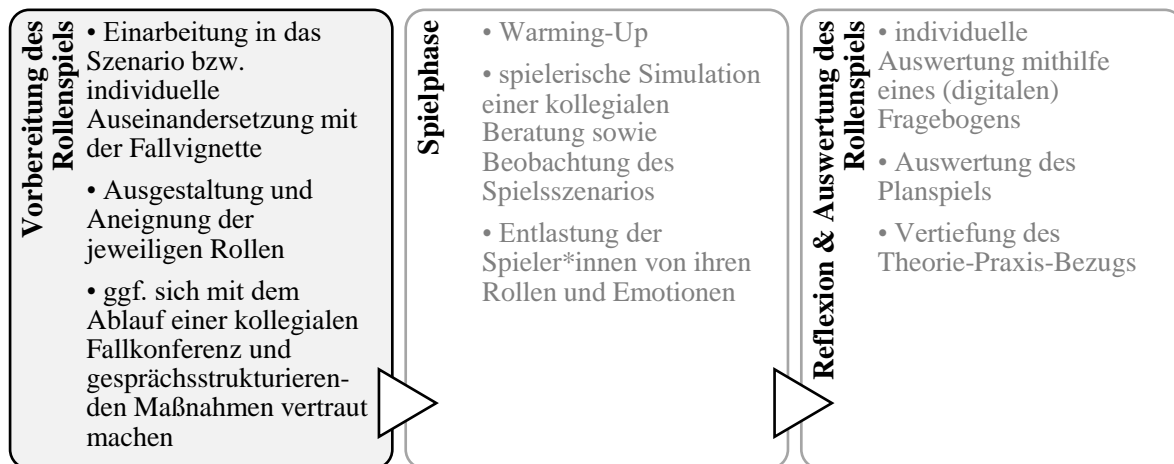 Vorbereitung des
Rollenspiels
• Einarbeitung in das
Szenario bzw.
individuelle
Auseinandersetzung mit
der Fallvignette
• Ausgestaltung und
Aneignung der
jeweiligen Rollen
• ggf. sich mit dem
Ablauf einer kollegialen
Fallkonferenz und
gesprächsstrukturieren-
den Maßnahmen vertraut
machen
Spielphase
• Warming-Up
• spielerische Simulation
einer kollegialen
Beratung sowie
Beobachtung des
Spielsszenarios
• Entlastung der
Spieler*innen von ihren
Rollen und Emotionen
Reflexion & Auswertung des
Rollenspiels
• individuelle
Auswertung mithilfe
eines (digitalen)
Fragebogens
• Auswertung des
Planspiels
• Vertiefung des
Theorie-Praxis-Bezugs